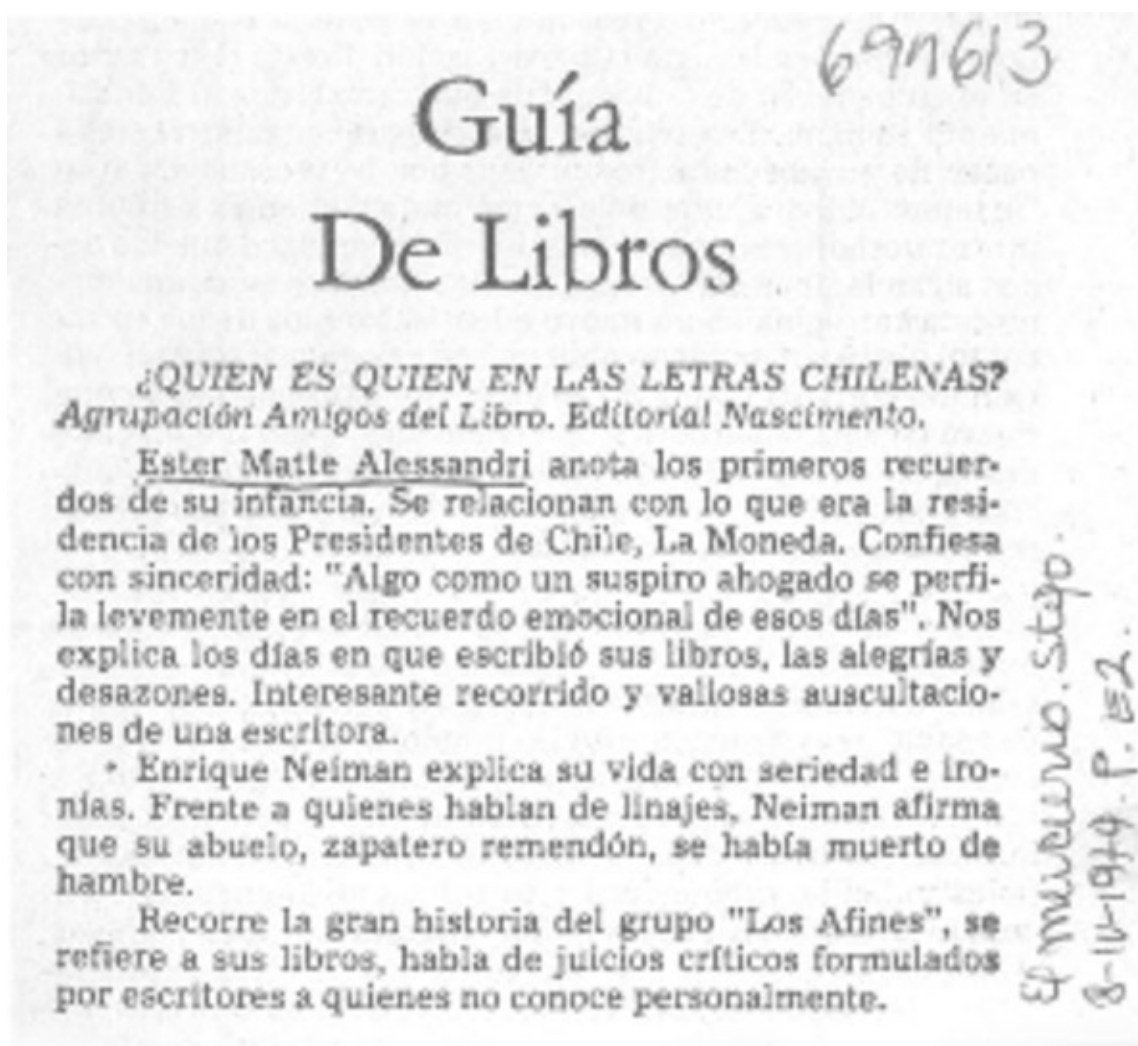 69n613
Guía
De Libros
¿QUIEN ES QUIEN EN LAS LETRAS CHILENAS?
Agrupación Amigos del Libro. Editorial Nascimento.
Ester Matte Alessandri anota los primeros recuer-
dos de su infancia. Se relacionan con lo que era la resi-
dencia de los Presidentes de Chile, La Moneda. Confiesa
con sinceridad: "Algo como un suspiro ahogado se perfi-
la levemente en el recuerdo emocional de esos días". Nos
explica los días en que escribió sus libros, las alegrías y
desazones. Interesante recorrido y valiosas auscultacio-
nes de una escritora.
• Enrique Neiman explica su vida con seriedad e iro-
nías. Frente a quienes hablan de linajes, Neiman afirma
que su abuelo, zapatero remendón, se había muerto de
hambre.
Recorre la gran historia del grupo "Los Afines", se
refiere a sus libros, habla de juicios críticos formulados
por escritores a quienes no conoce personalmente.
El mercurio. Stgo.
P. E2.